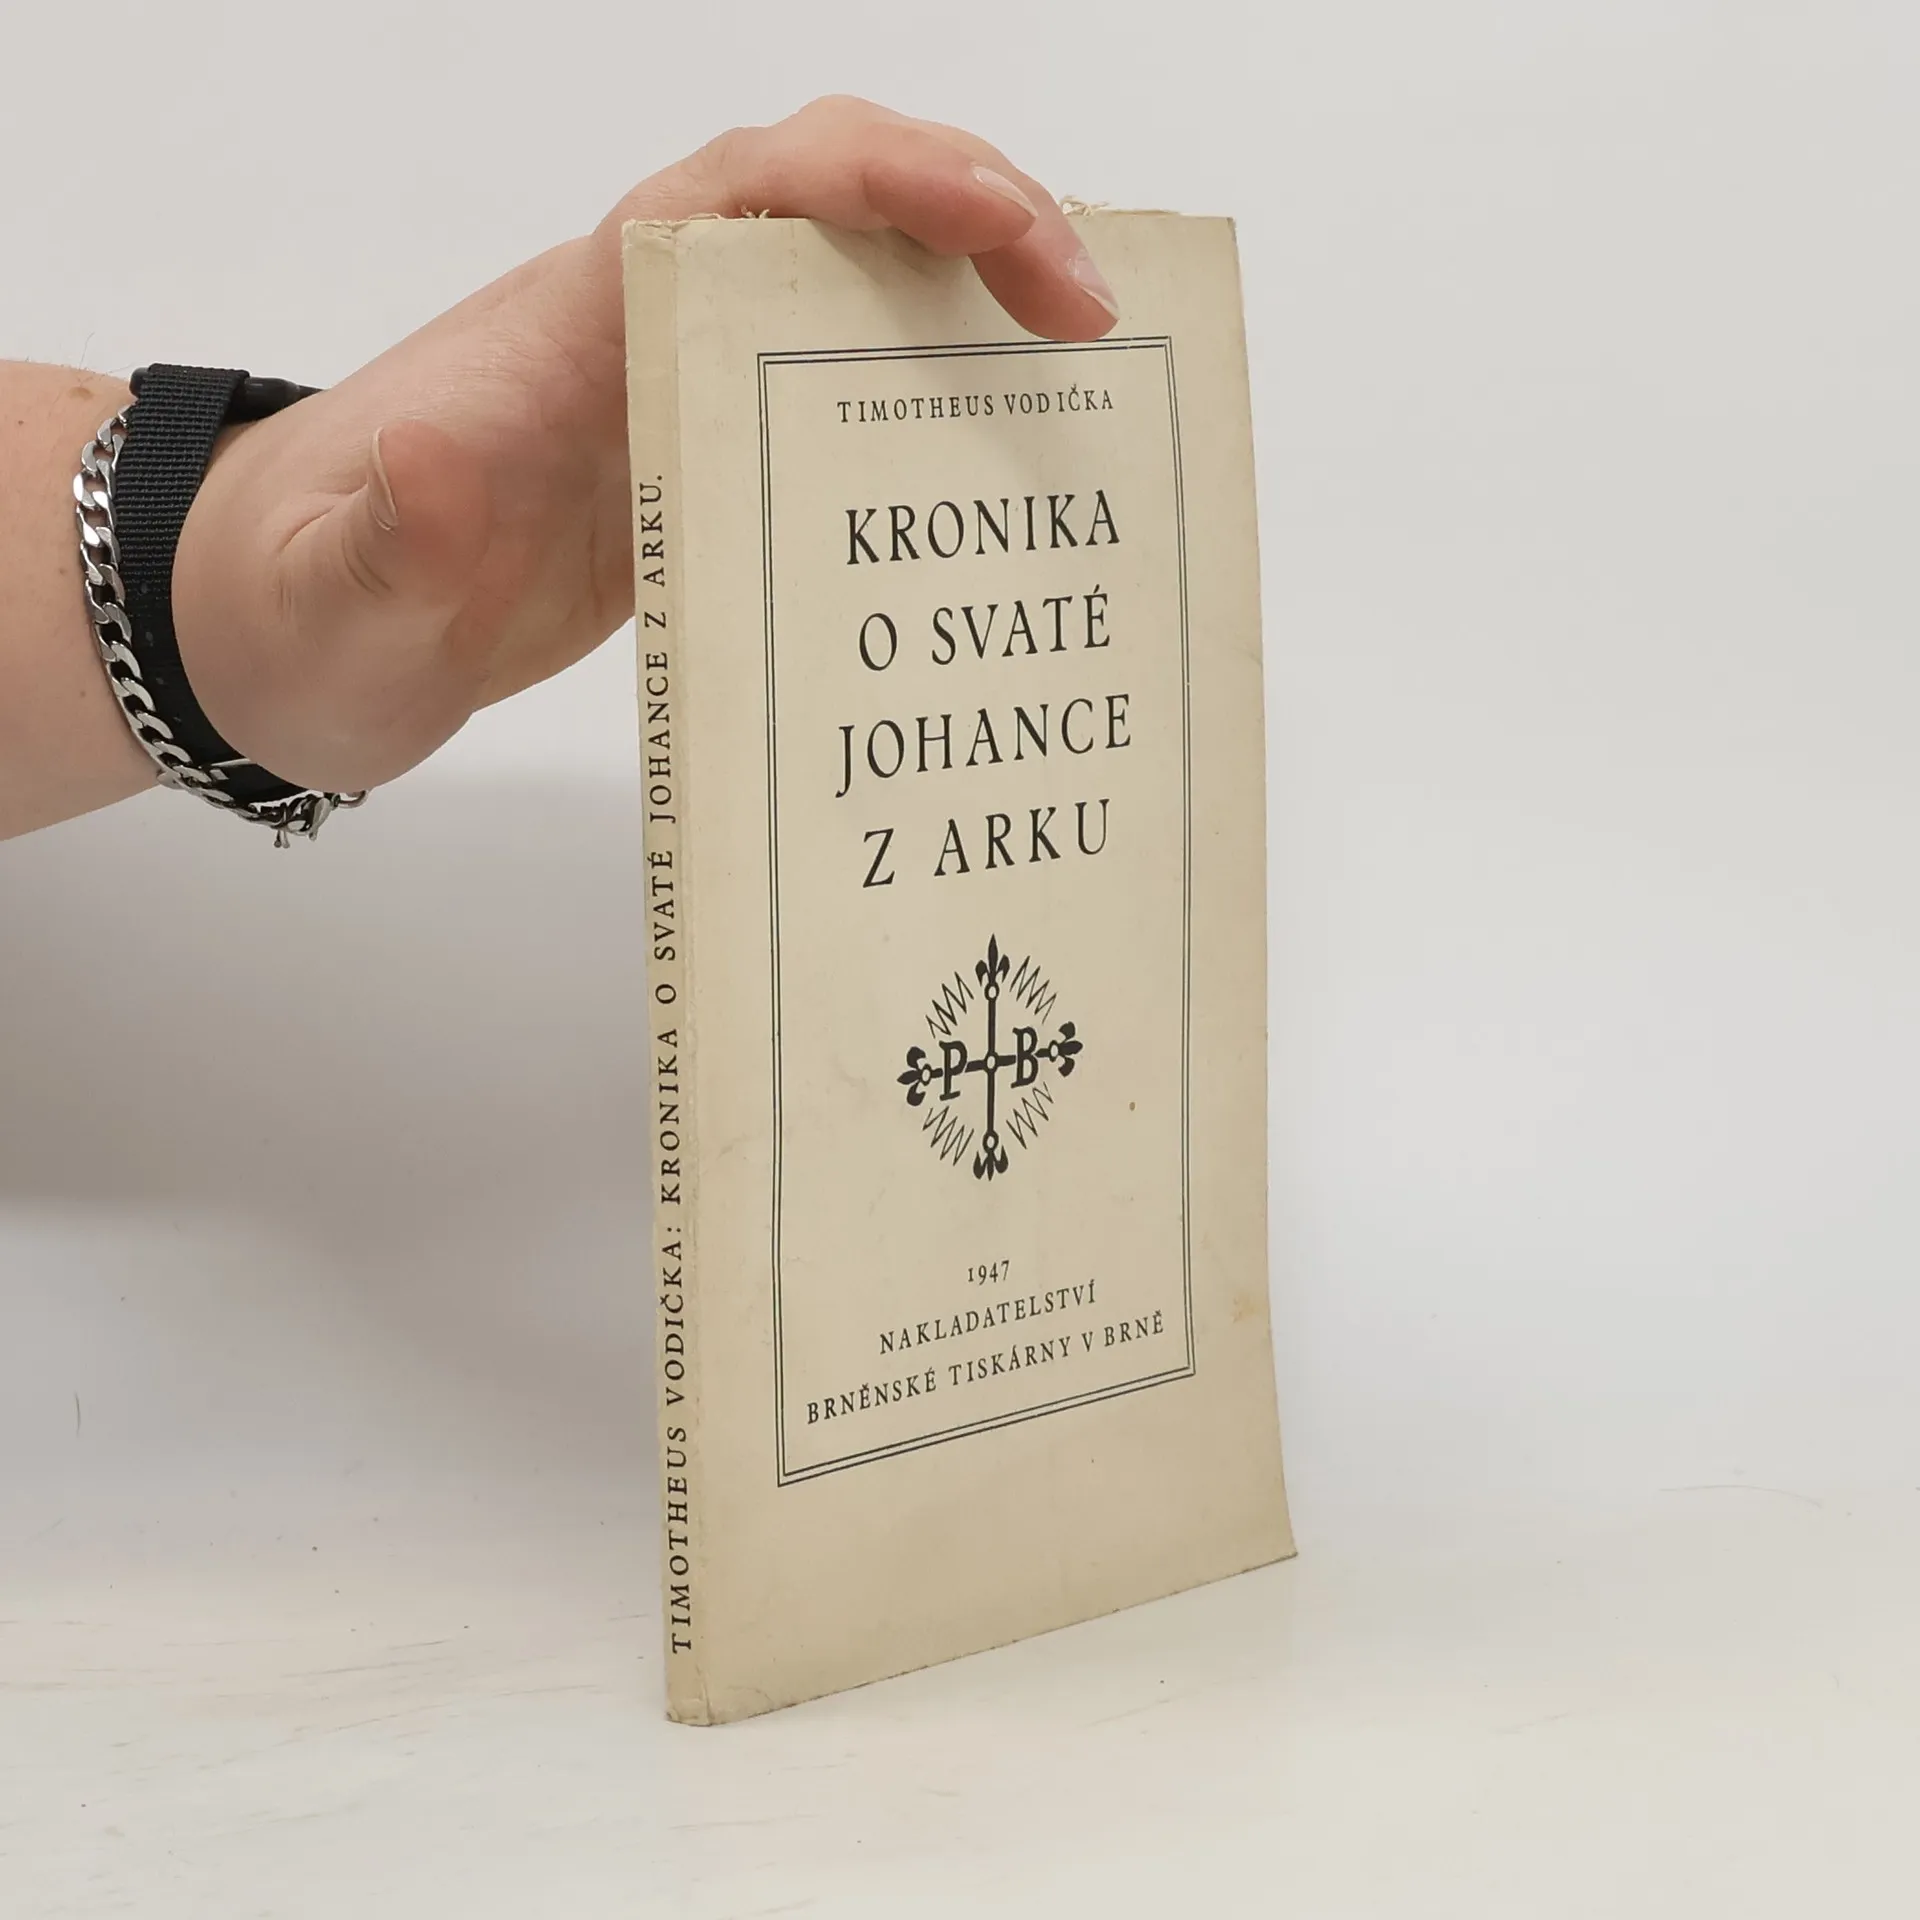 TIMOTHEUS VODIČKA: KRONIKA O SVATÉ JOHANCE Z ARKU.
TIMOTHEUS VODIČKA
KRONIKA
O SVATÉ
JOHANCE
Z ARKU
P B
1947
NAKLADATELSTVÍ
BRNĚNSKÉ TISKÁRNY V BRNĚ